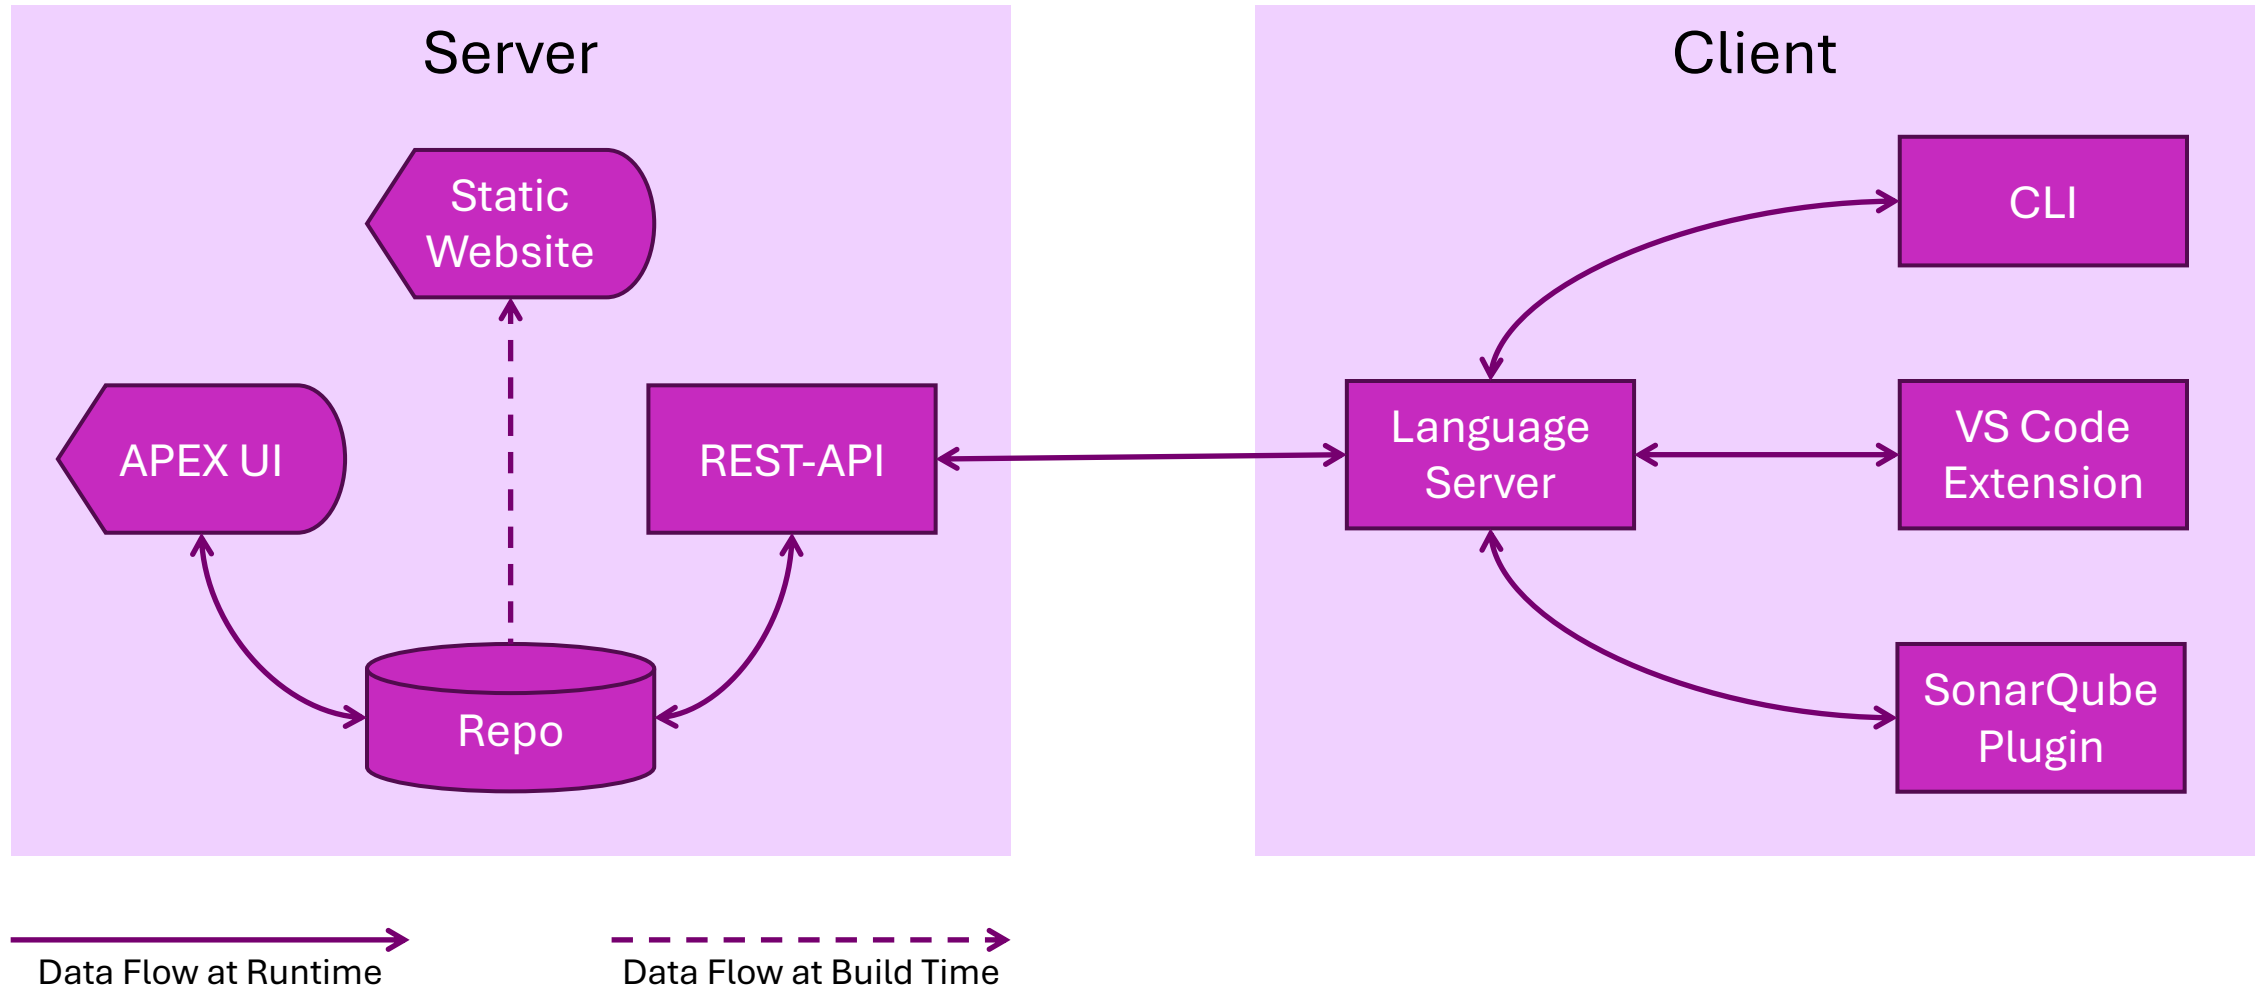 Server
Client
Static
Website
CLI
APEX UI
REST-API
Language
Server
VS Code
Extension
Repo
SonarQube
Plugin
Data Flow at Runtime
Data Flow at Build Time